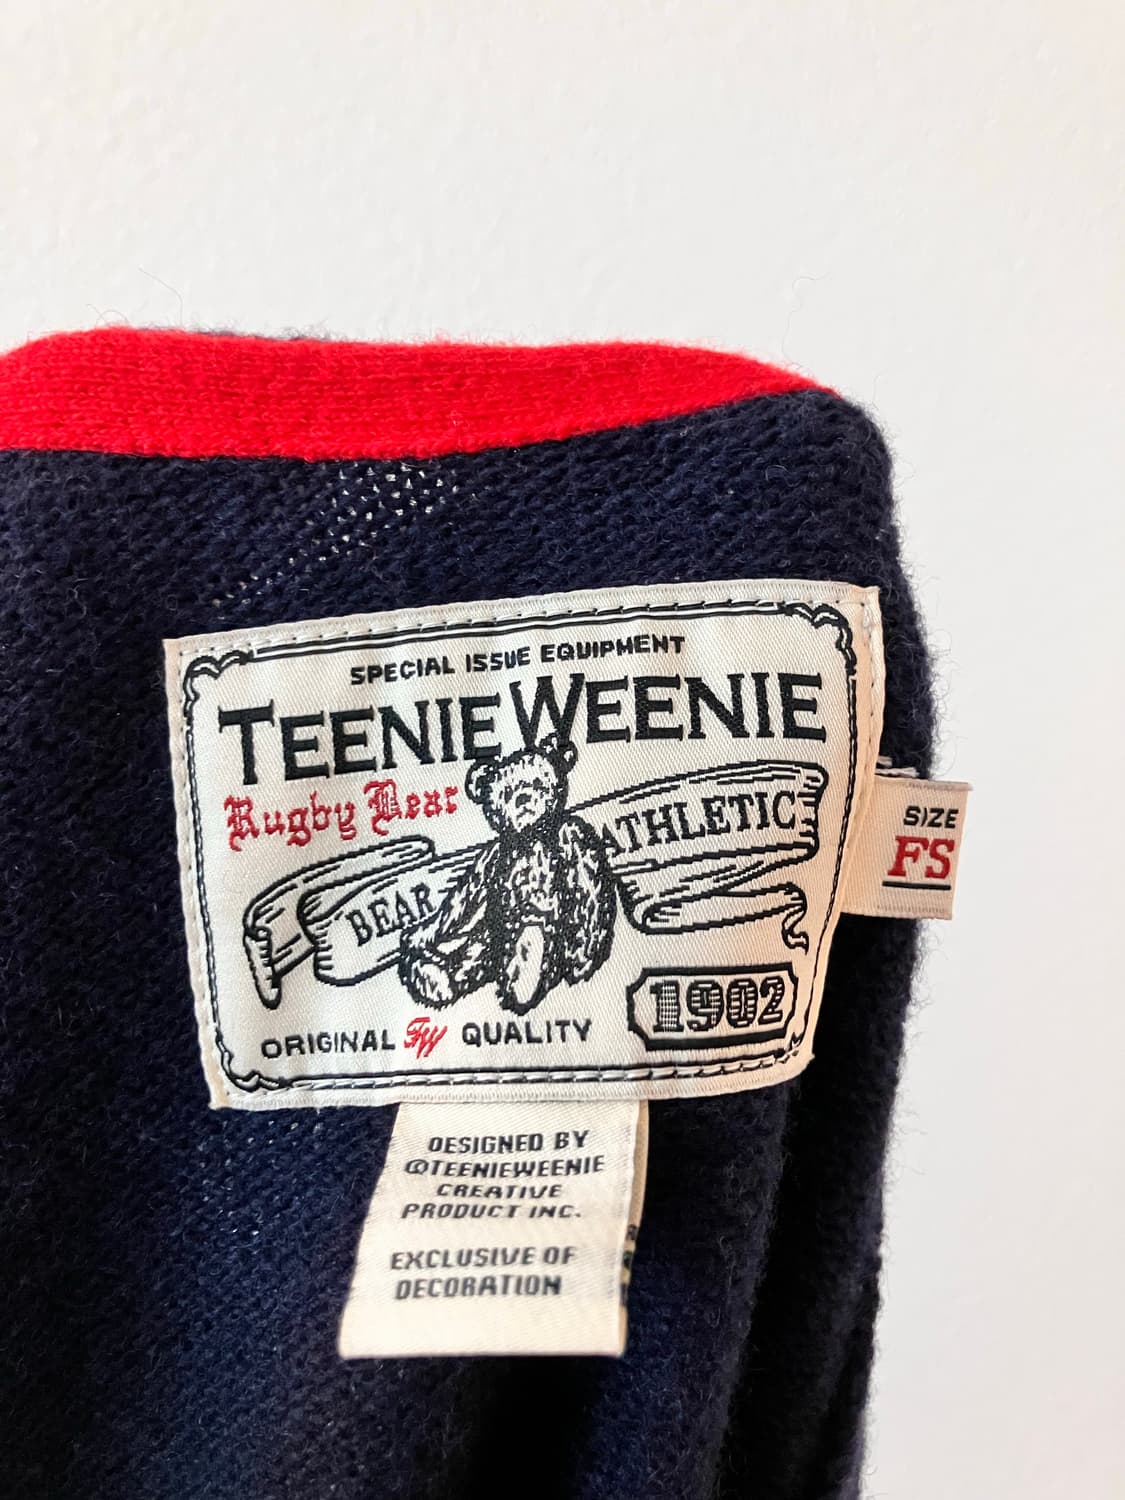 SPECIAL ISSUE EQUIPMENT
TEENIE WEENIE
Rugby Bear
BEAR ATHLETIC
1902
ORIGINAL TW QUALITY
SIZE
FS
DESIGNED BY
@TEENIEWEENIE
CREATIVE
PRODUCT INC.
EXCLUSIVE OF
DECORATION